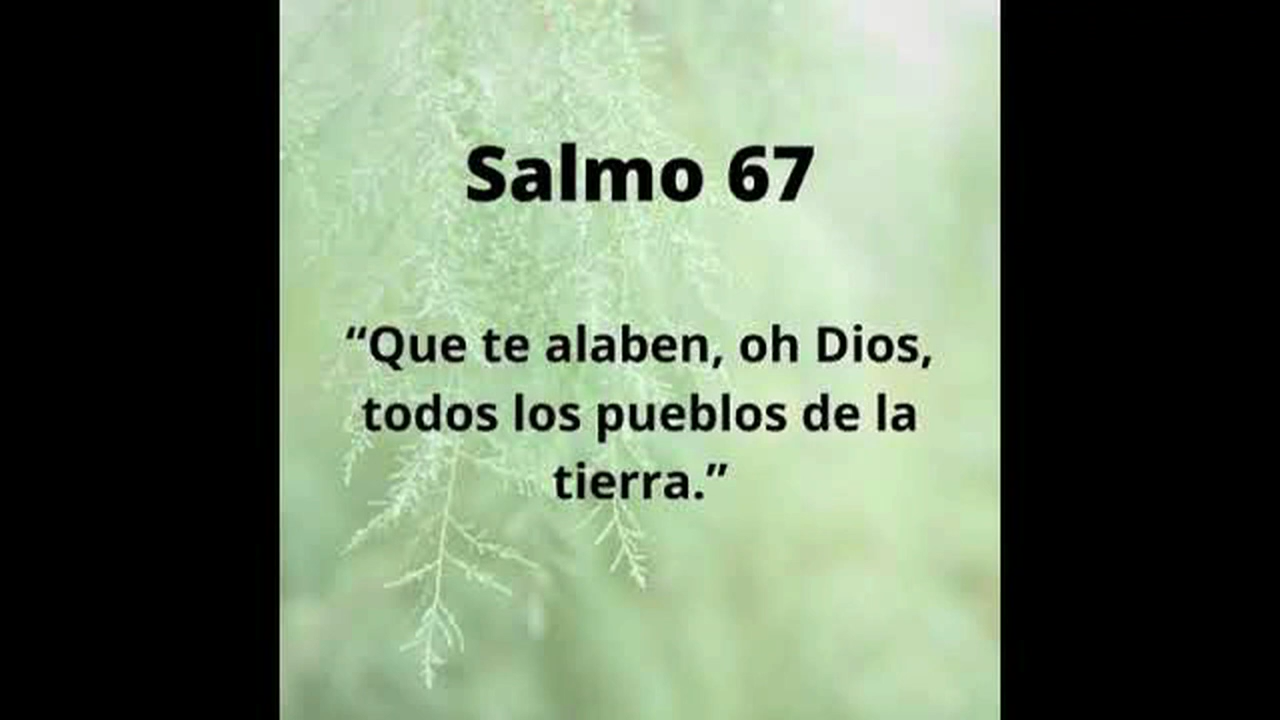 Salmo 67
“Que te alaben, oh Dios,
todos los pueblos de la
tierra.”